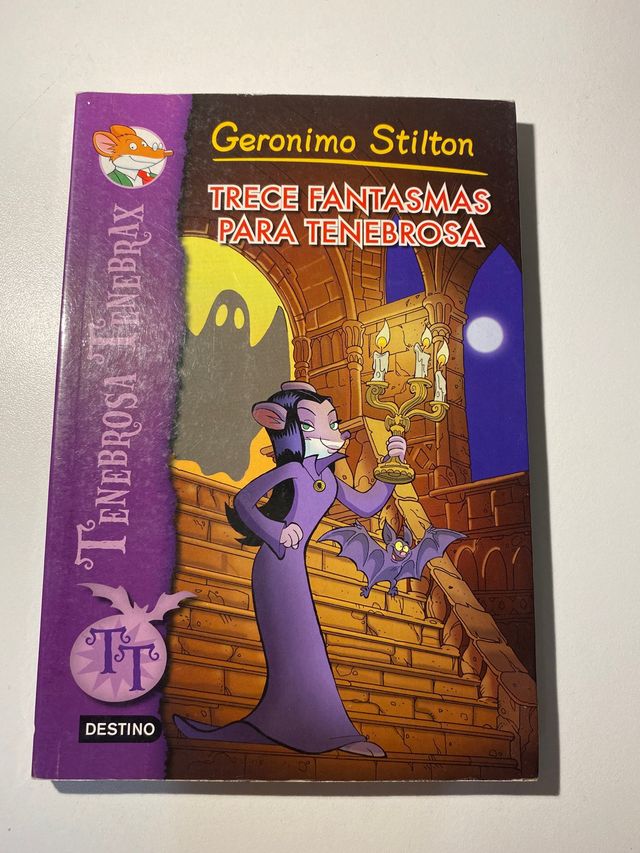 Geronimo Stilton
TRECE FANTASMAS
PARA TENEBROSA
TENEBROSA TENEBRAX
TT
DESTINO